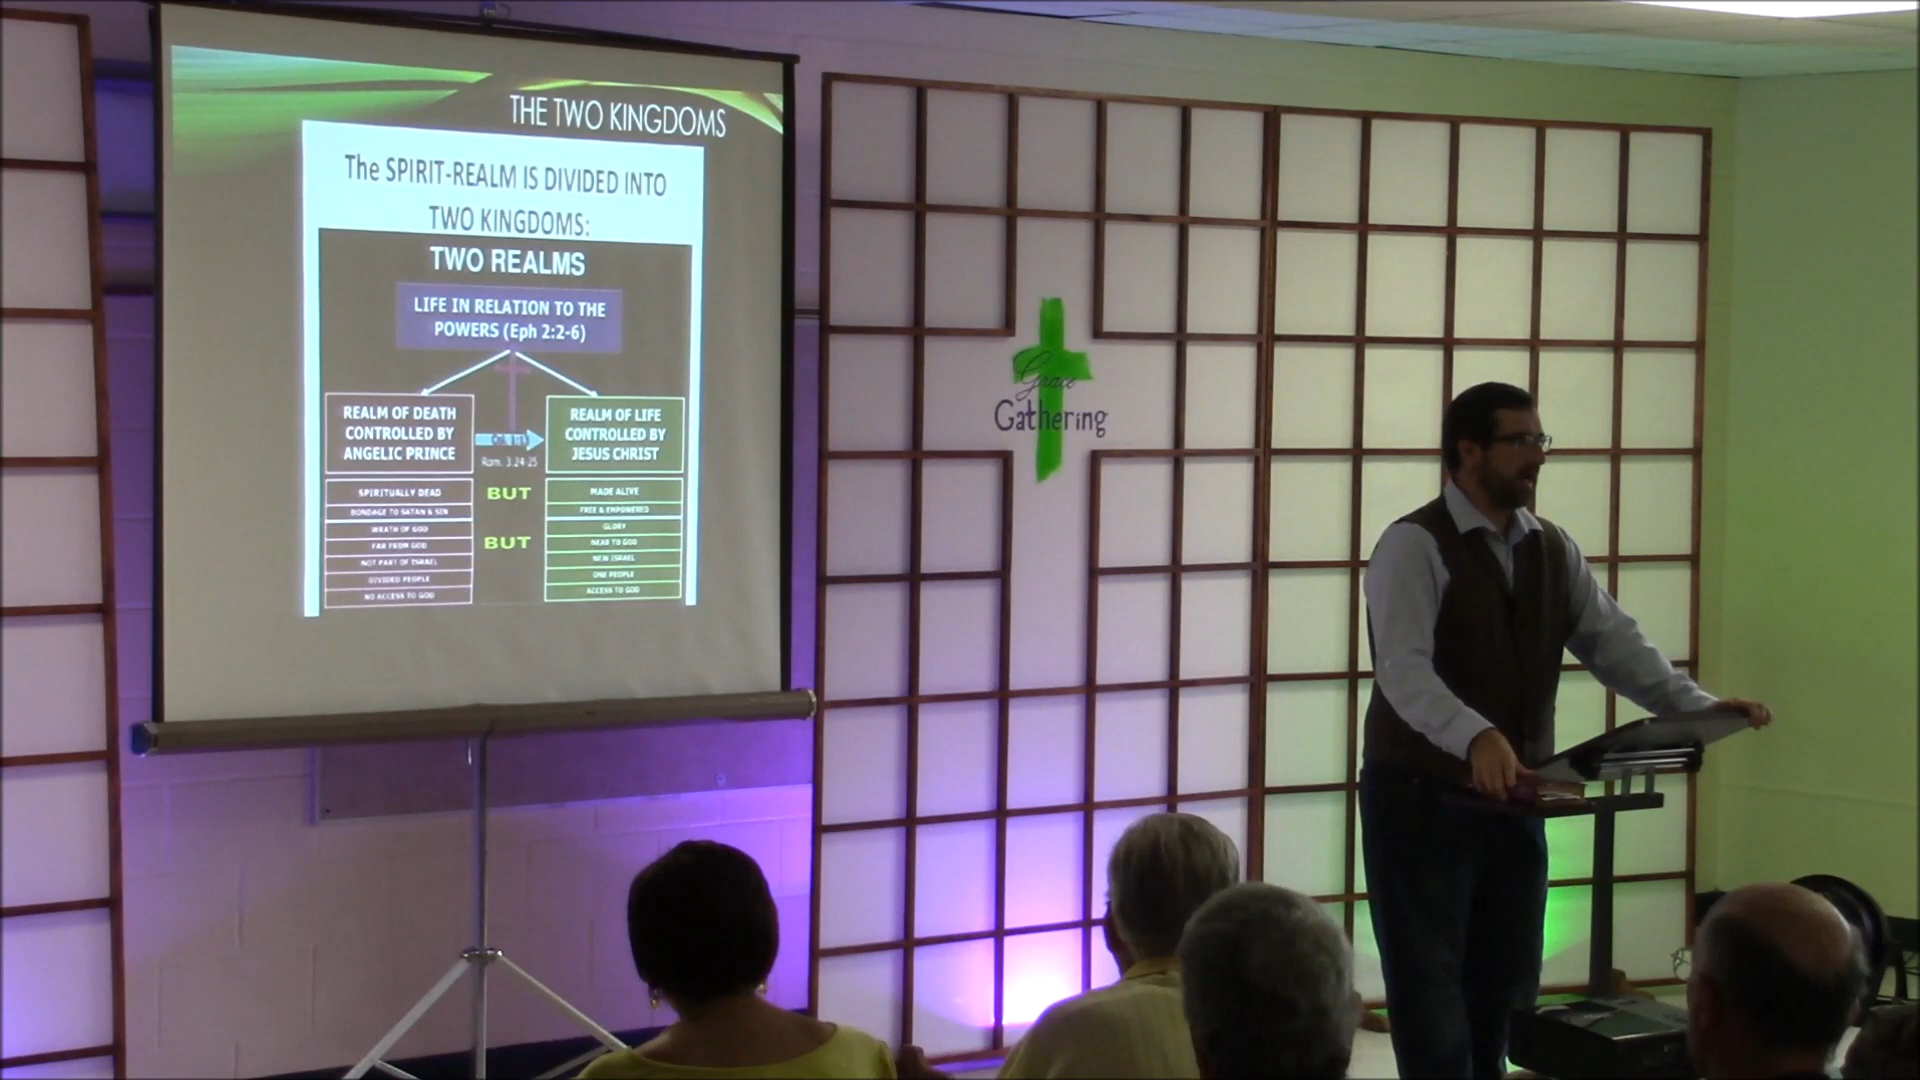 THE TWO KINGDOMS
The SPIRIT-REALM IS DIVIDED INTO
TWO KINGDOMS:
TWO REALMS
LIFE IN RELATION TO THE
POWERS (Eph 2:2-6)
REALM OF DEATH
CONTROLLED BY
ANGELIC PRINCE
REALM OF LIFE
CONTROLLED BY
JESUS CHRIST
Rom. 3:24-25
SPIRITUALLY DEAD
BONDAGE TO SATAN & SIN
WRATH OF GOD
FAR FROM GOD
NOT PART OF ISRAEL
DIVIDED PEOPLE
NO ACCESS TO GOD
BUT
BUT
MADE ALIVE
FREE & EMPOWERED
GLORY
NEAR TO GOD
NEW ISRAEL
ONE PEOPLE
ACCESS TO GOD
Grace
Gathering